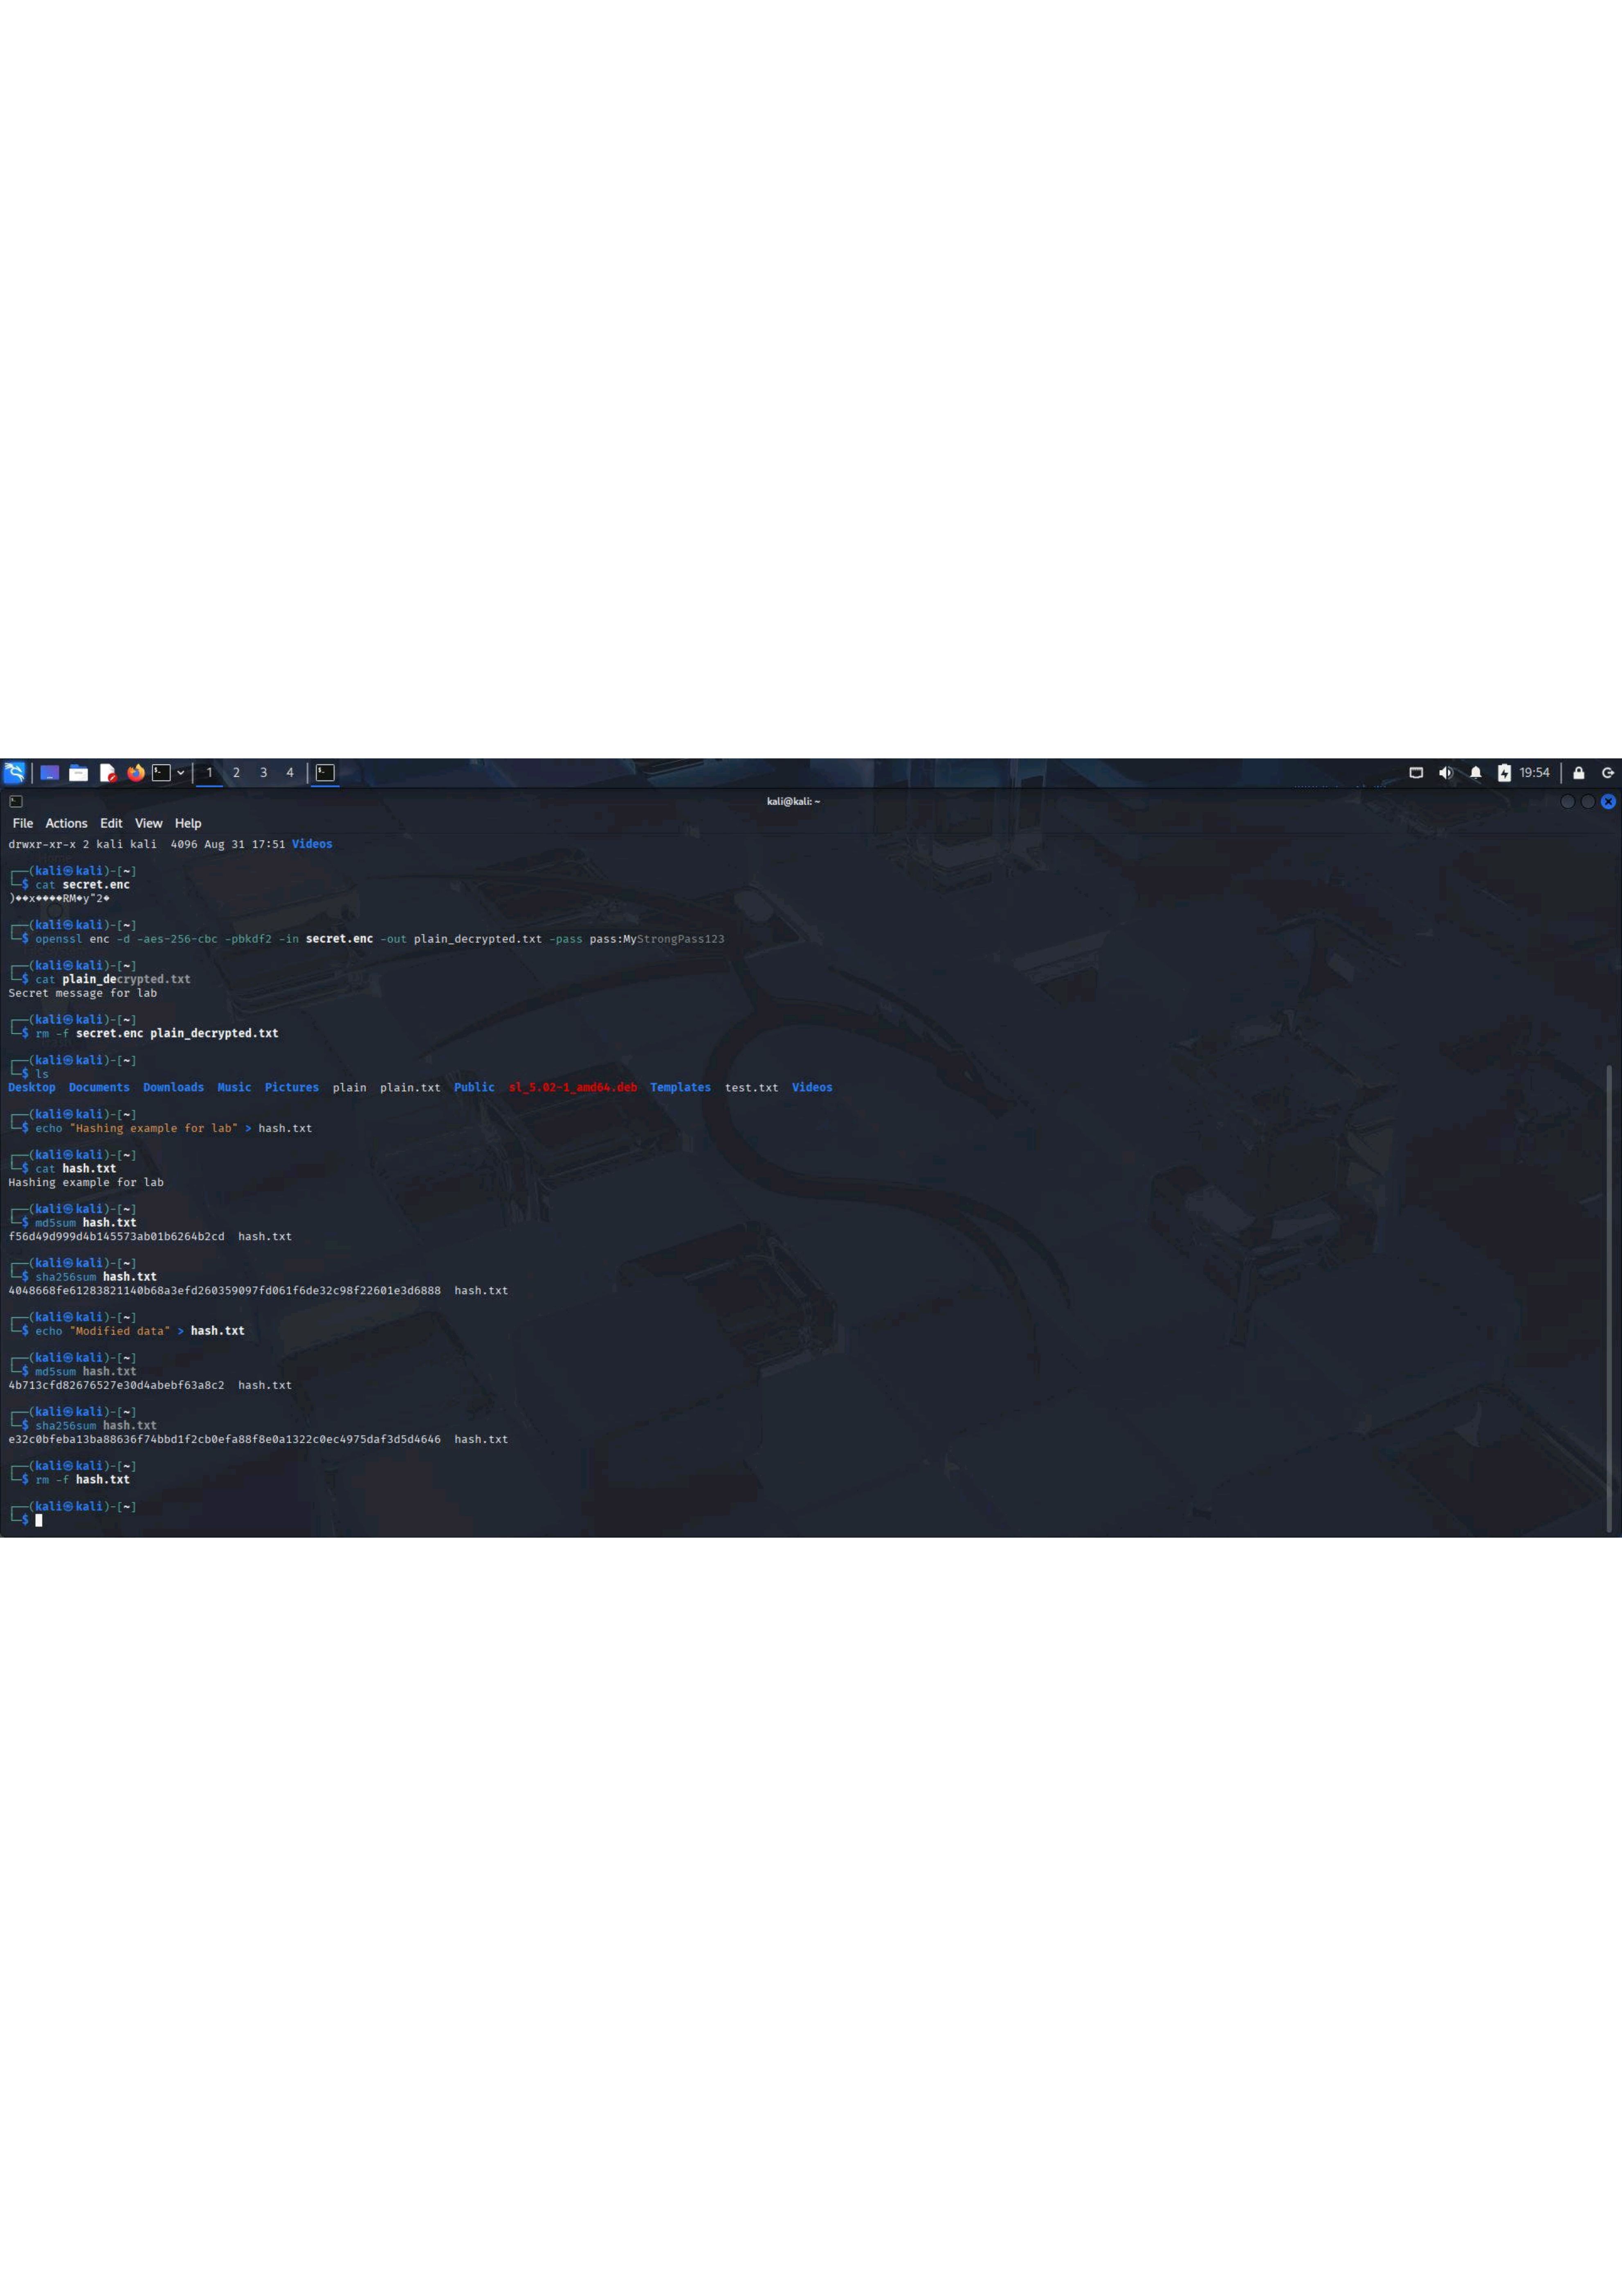 1 2 3 4 19:54
kali@kali: ~
File Actions Edit View Help
drwxr-xr-x 2 kali kali 4096 Aug 31 17:51 Videos
┌──(kali㉿kali)-[~]
└─$ cat secret.enc
)��x����RM�y"2�
┌──(kali㉿kali)-[~]
└─$ openssl enc -d -aes-256-cbc -pbkdf2 -in secret.enc -out plain_decrypted.txt -pass pass:MyStrongPass123
┌──(kali㉿kali)-[~]
└─$ cat plain_decrypted.txt
Secret message for lab
┌──(kali㉿kali)-[~]
└─$ rm -f secret.enc plain_decrypted.txt
┌──(kali㉿kali)-[~]
└─$ ls
Desktop Documents Downloads Music Pictures plain plain.txt Public sl_5.02-1_amd64.deb Templates test.txt Videos
┌──(kali㉿kali)-[~]
└─$ echo "Hashing example for lab" > hash.txt
┌──(kali㉿kali)-[~]
└─$ cat hash.txt
Hashing example for lab
┌──(kali㉿kali)-[~]
└─$ md5sum hash.txt
f56d49d999d4b145573ab01b6264b2cd hash.txt
┌──(kali㉿kali)-[~]
└─$ sha256sum hash.txt
4048668fe61283821140b68a3efd260359097fd061f6de32c98f22601e3d6888 hash.txt
┌──(kali㉿kali)-[~]
└─$ echo "Modified data" > hash.txt
┌──(kali㉿kali)-[~]
└─$ md5sum hash.txt
4b713cfd82676527e30d4abebf63a8c2 hash.txt
┌──(kali㉿kali)-[~]
└─$ sha256sum hash.txt
e32c0bfeba13ba88636f74bbd1f2cb0efa88f8e0a1322c0ec4975daf3d5d4646 hash.txt
┌──(kali㉿kali)-[~]
└─$ rm -f hash.txt
┌──(kali㉿kali)-[~]
└─$